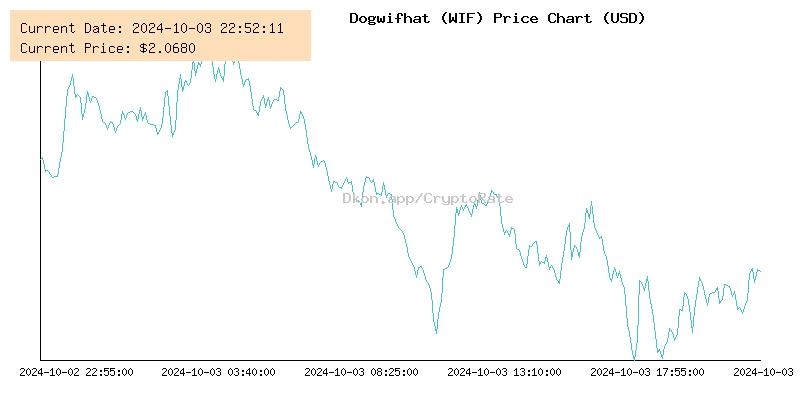 Dogwifhat (WIF) Price Chart (USD)
Current Date: 2024-10-03 22:52:11
Current Price: $2.0680
Dkon.app/CryptoRate
2024-10-02 22:55:00 2024-10-03 03:40:00 2024-10-03 08:25:00 2024-10-03 13:10:00 2024-10-03 17:55:00 2024-10-03